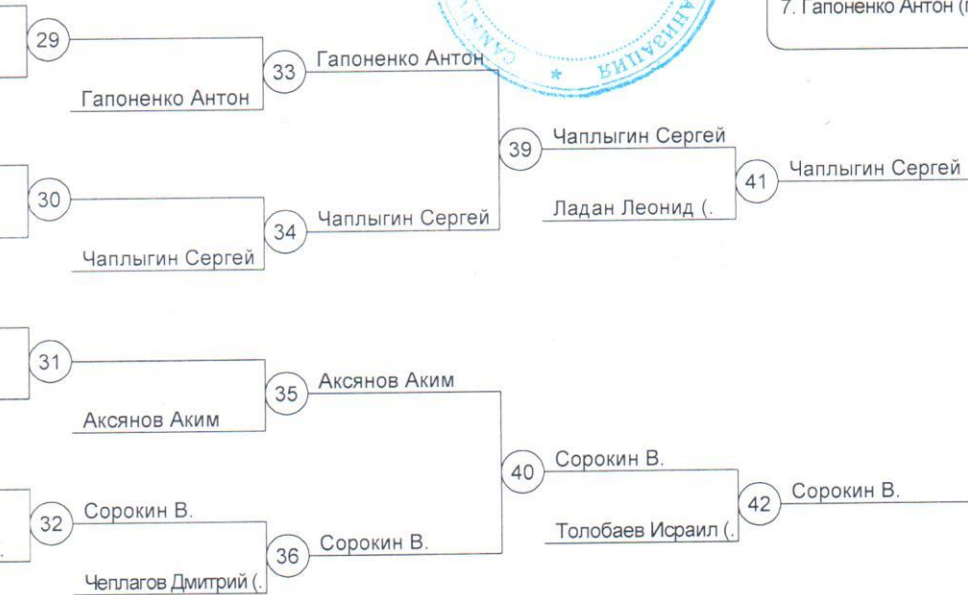 7. Гапоненко Антон (
29
33
Гапоненко Антон
Гапоненко Антон
39
Чаплыгин Сергей
41
Чаплыгин Сергей
30
34
Чаплыгин Сергей
Ладан Леонид (.
Чаплыгин Сергей
31
35
Аксянов Аким
Аксянов Аким
40
Сорокин В.
42
Сорокин В.
32
Сорокин В.
36
Сорокин В.
Толобаев Исраил (.
Чеплагов Дмитрий (.